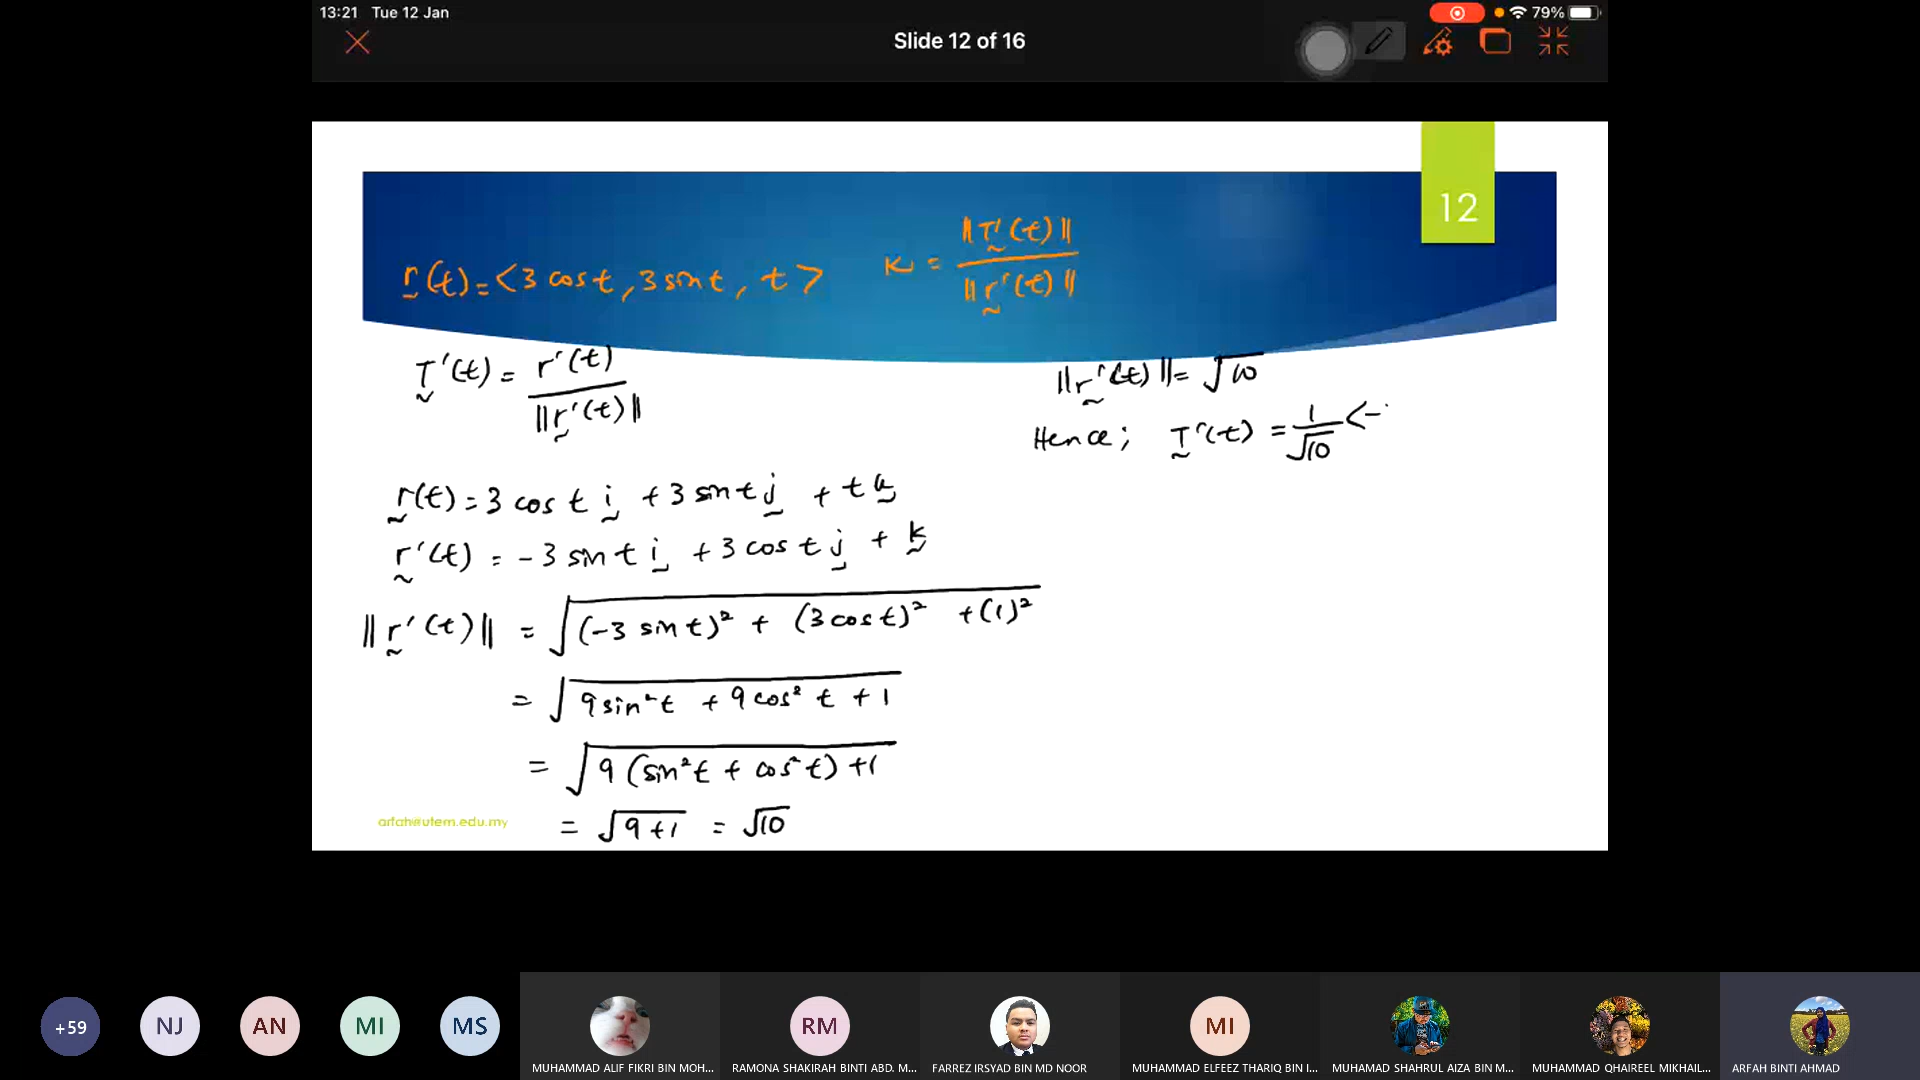 13:21 Tue 12 Jan
79%
Slide 12 of 16
12
r(t) = <3 cos t, 3 sin t, t> K = ||T'(t)|| / ||r'(t)||
T'(t) = r'(t) / ||r'(t)||
r(t) = 3 cos t i + 3 sin t j + t k
r'(t) = -3 sin t i + 3 cos t j + k
||r'(t)|| = √((-3 sin t)² + (3 cos t)² + (1)²)
= √(9 sin²t + 9 cos² t + 1)
= √(9 (sin²t + cos²t) + 1)
= √(9+1) = √10
||r'(t)|| = √10
Hence; T'(t) = 1/√10 <-
arfah@utem.edu.my
+59
NJ
AN
MI
MS
MUHAMMAD ALIF FIKRI BIN MOH...
RM
RAMONA SHAKIRAH BINTI ABD. M...
FARREZ IRSYAD BIN MD NOOR
MI
MUHAMMAD ELFEEZ THARIQ BIN I...
MUHAMAD SHAHRUL AIZA BIN M...
MUHAMMAD QHAIREEL MIKHAIL...
ARFAH BINTI AHMAD